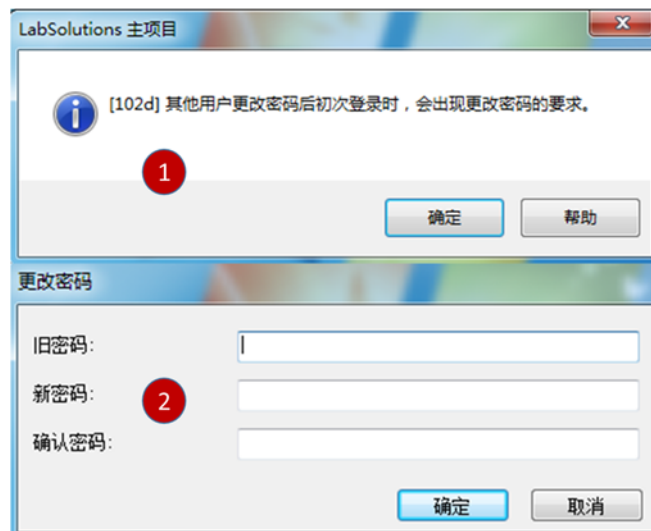 LabSolutions 主项目
[102d] 其他用户更改密码后初次登录时，会出现更改密码的要求。
1
确定
帮助
更改密码
旧密码：
新密码：
2
确认密码：
确定
取消